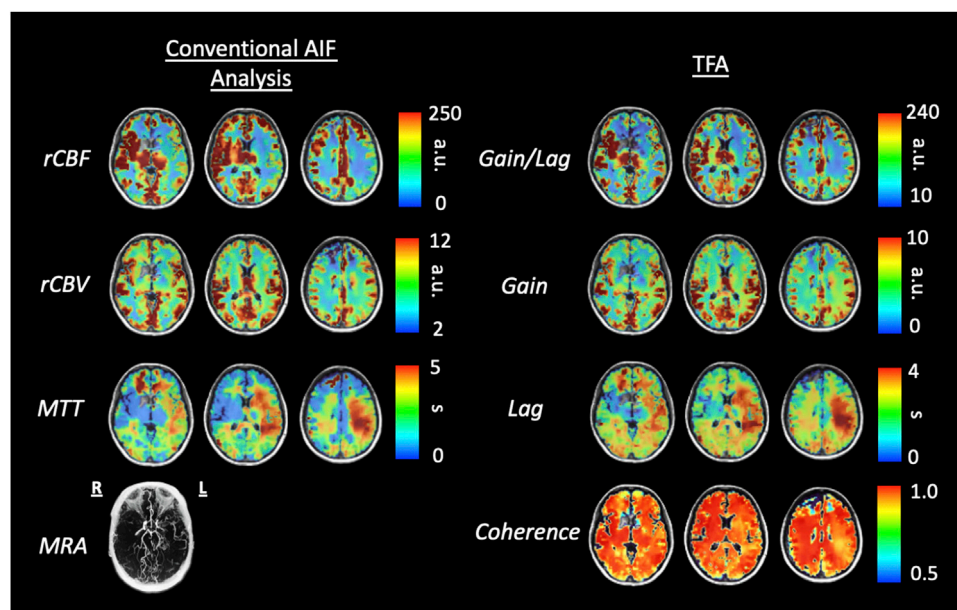 Conventional AIF
Analysis
TFA
rCBF
250
a.u.
0
Gain/Lag
240
a.u.
10
rCBV
12
a.u.
2
Gain
10
a.u.
0
MTT
5
s
0
Lag
4
s
0
R
L
MRA
Coherence
1.0
0.5